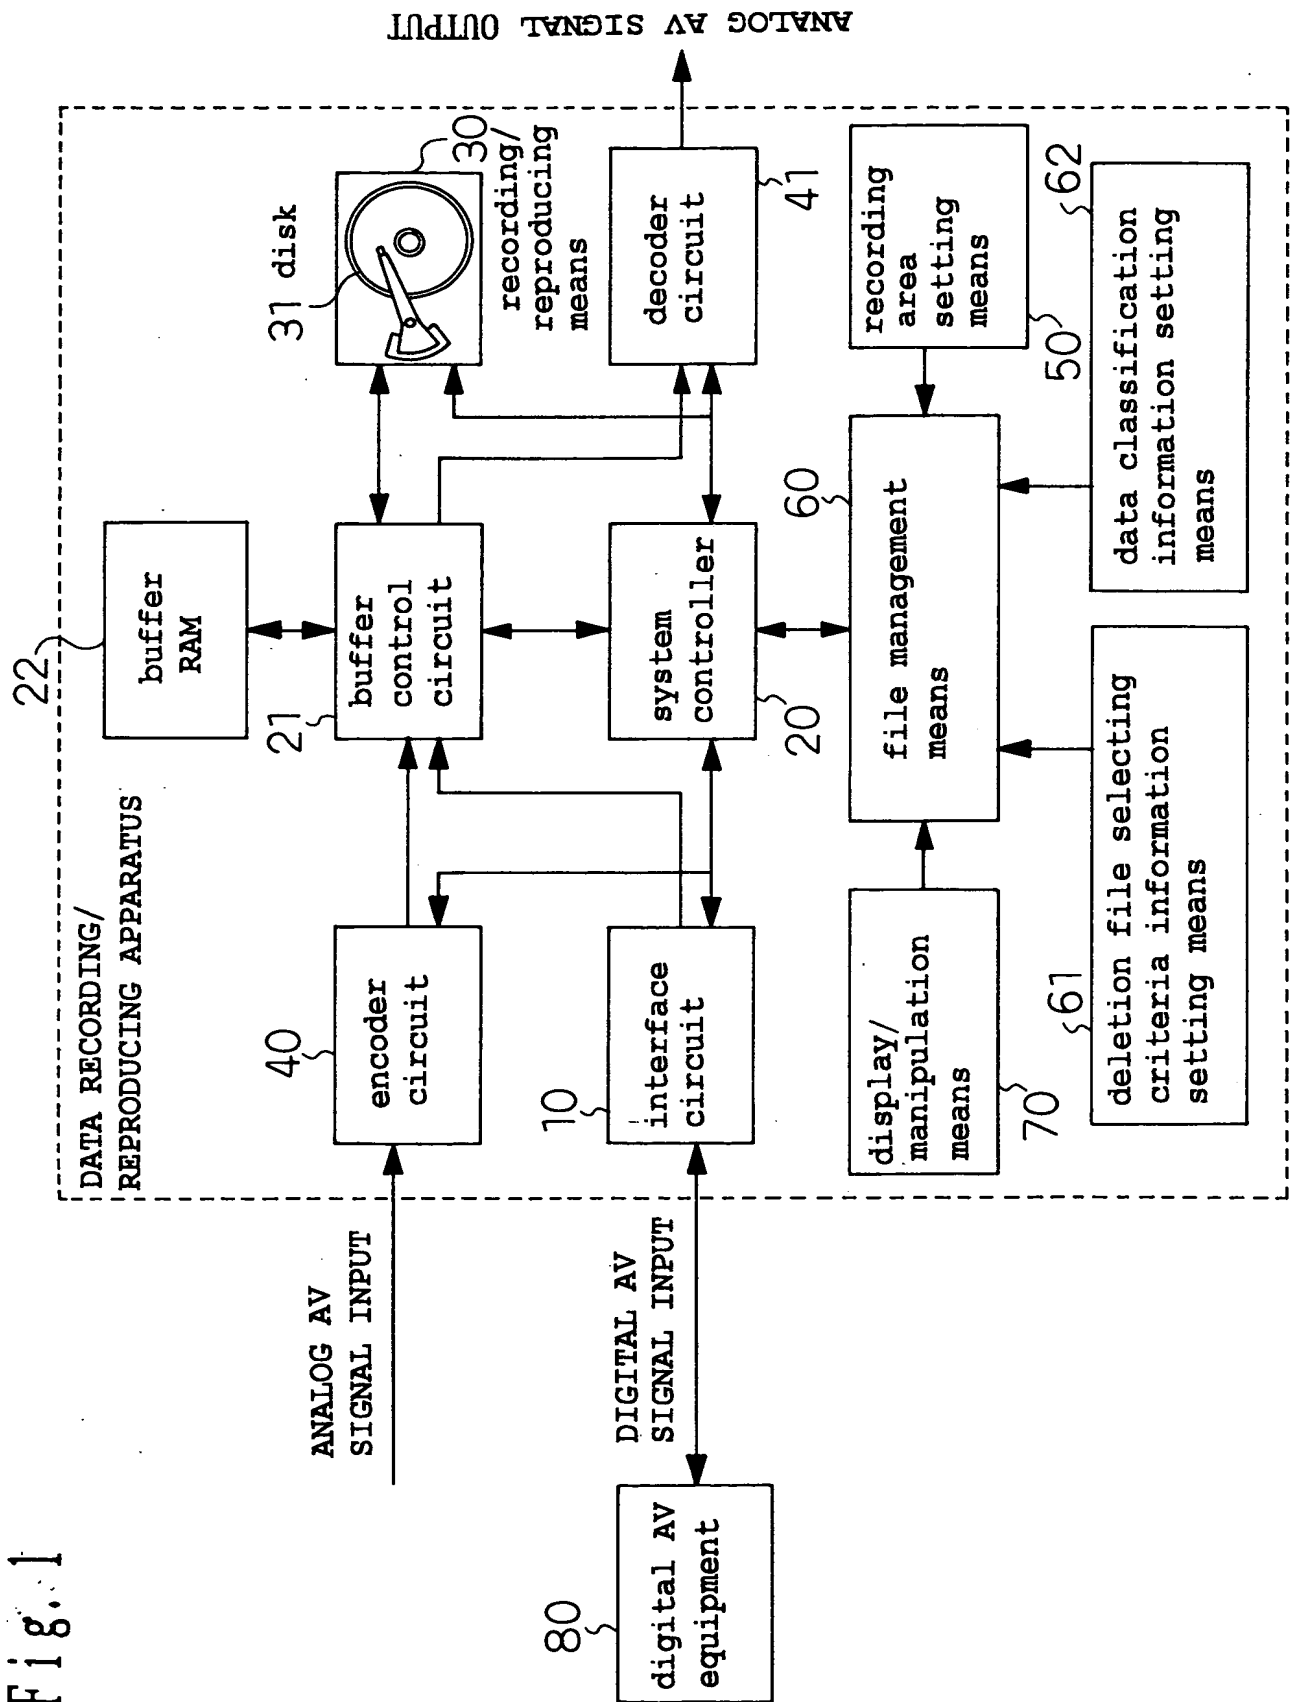 Fig. 1
DATA RECORDING/
REPRODUCING APPARATUS
22
buffer
RAM
ANALOG AV
SIGNAL INPUT
40
encoder
circuit
21
buffer
control
circuit
31 disk
30
recording/
reproducing
means
80
digital AV
equipment
DIGITAL AV
SIGNAL INPUT
10
interface
circuit
system
controller
20
decoder
circuit
41
ANALOG AV SIGNAL OUTPUT
display/
manipulation
means
70
60
file management
means
recording
area
setting
means
50
61
deletion file selecting
criteria information
setting means
62
data classification
information setting
means